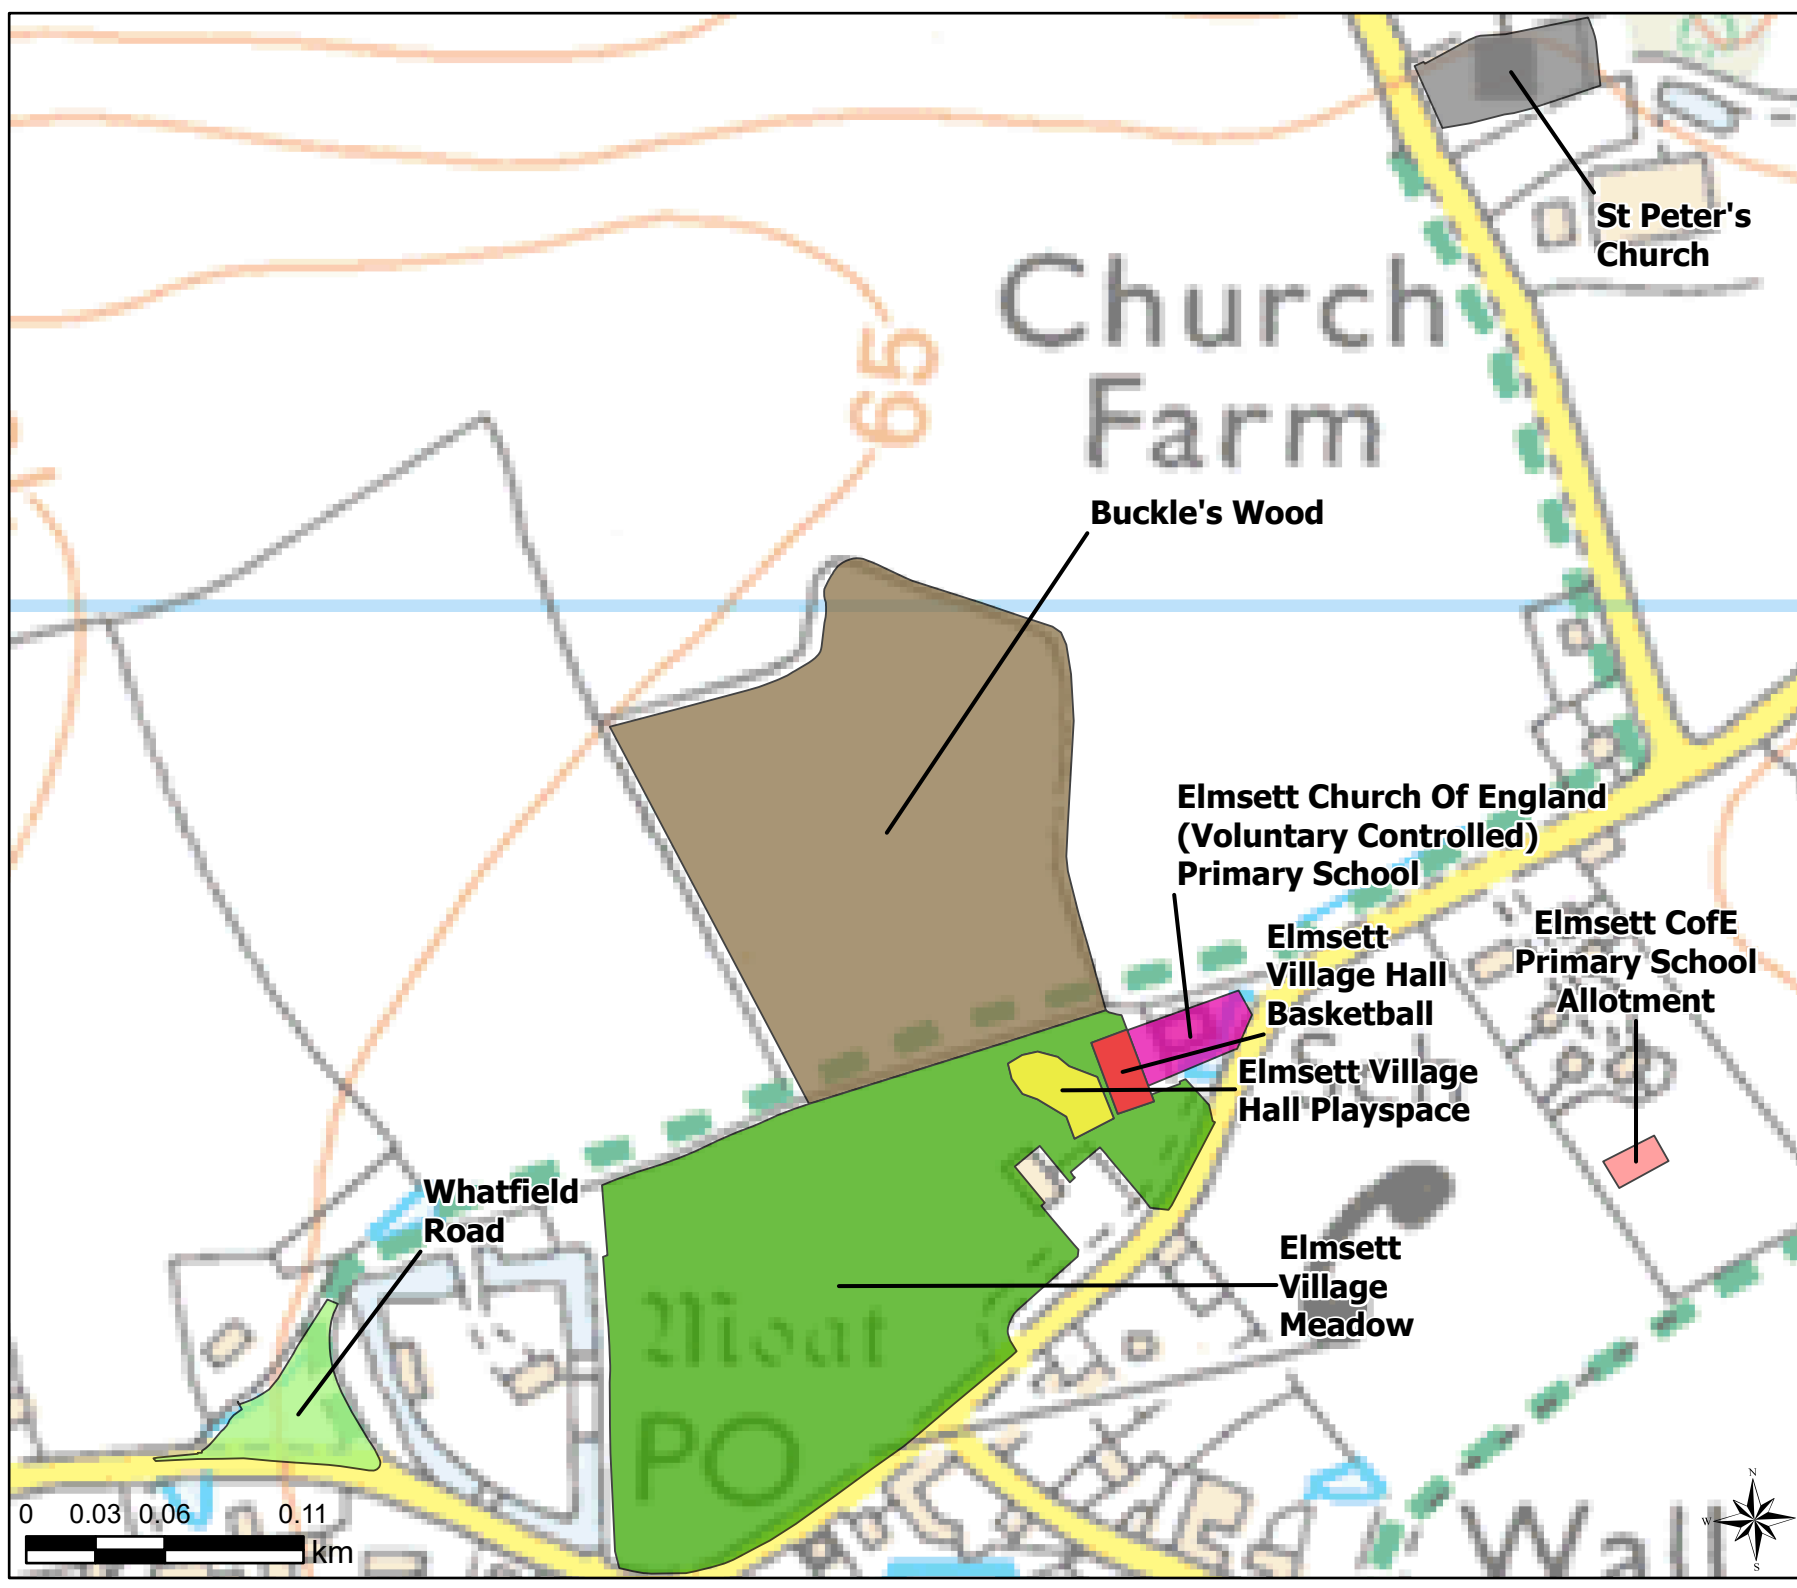 St Peter's
Church
Church
Farm
65
Buckle's Wood
Elmsett Church Of England
(Voluntary Controlled)
Primary School
Elmsett
Village Hall
Basketball
Elmsett CofE
Primary School
Allotment
Sch
Elmsett Village
Hall Playspace
Whatfield
Road
Elmsett
Village
Meadow
Moat
PO
Wall
0 0.03 0.06 0.11
km
N
W
S